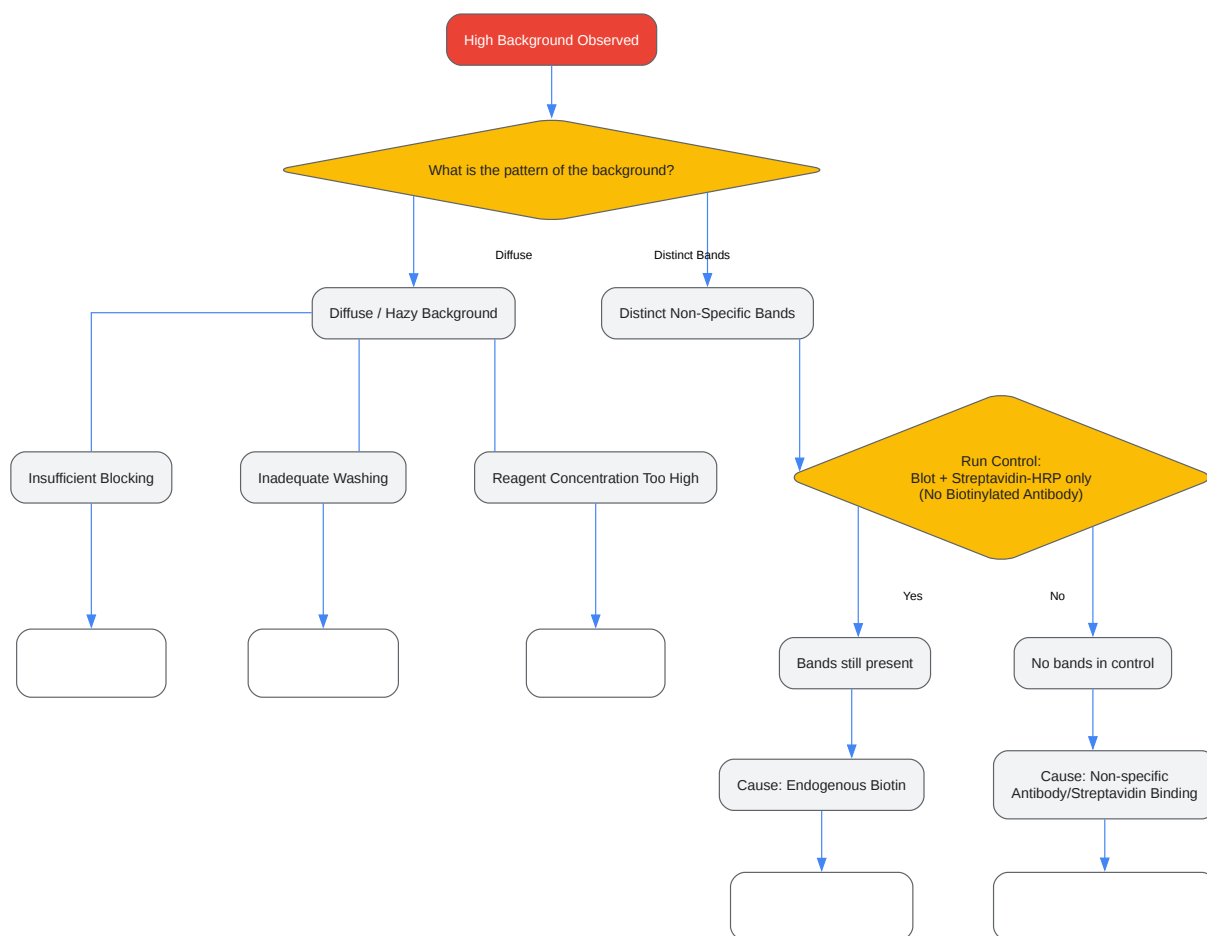 High Background Observed
What is the pattern of the background?
Diffuse
Distinct Bands
Diffuse / Hazy Background
Distinct Non-Specific Bands
Insufficient Blocking
Inadequate Washing
Reagent Concentration Too High
Run Control:
Blot + Streptavidin-HRP only
(No Biotinylated Antibody)
Yes
No
Bands still present
No bands in control
Cause: Endogenous Biotin
Cause: Non-specific
Antibody/Streptavidin Binding